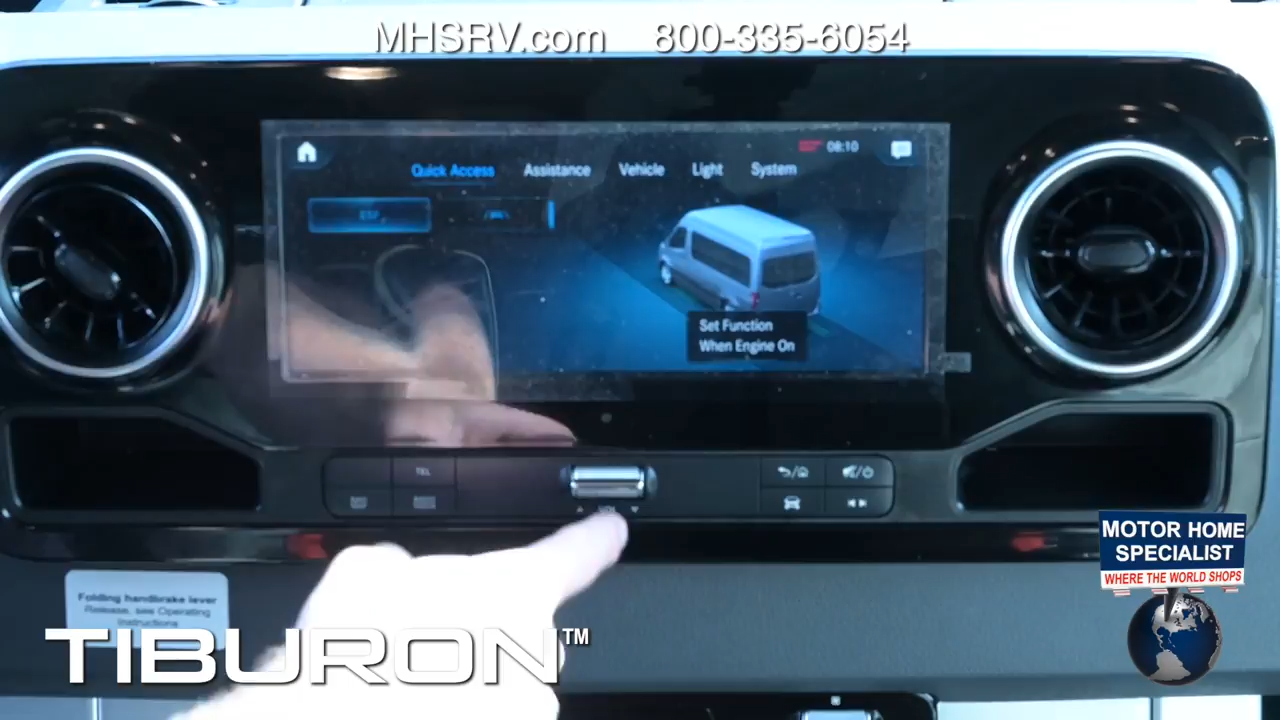 MHSRV.com 800-335-6054
08:10
Quick Access Assistance Vehicle Light System
Set Function
When Engine On
TEL
VOL
MOTOR HOME
SPECIALIST
WHERE THE WORLD SHOPS
Folding handbrake lever
Release, see Operating
Instructions
TIBURON™